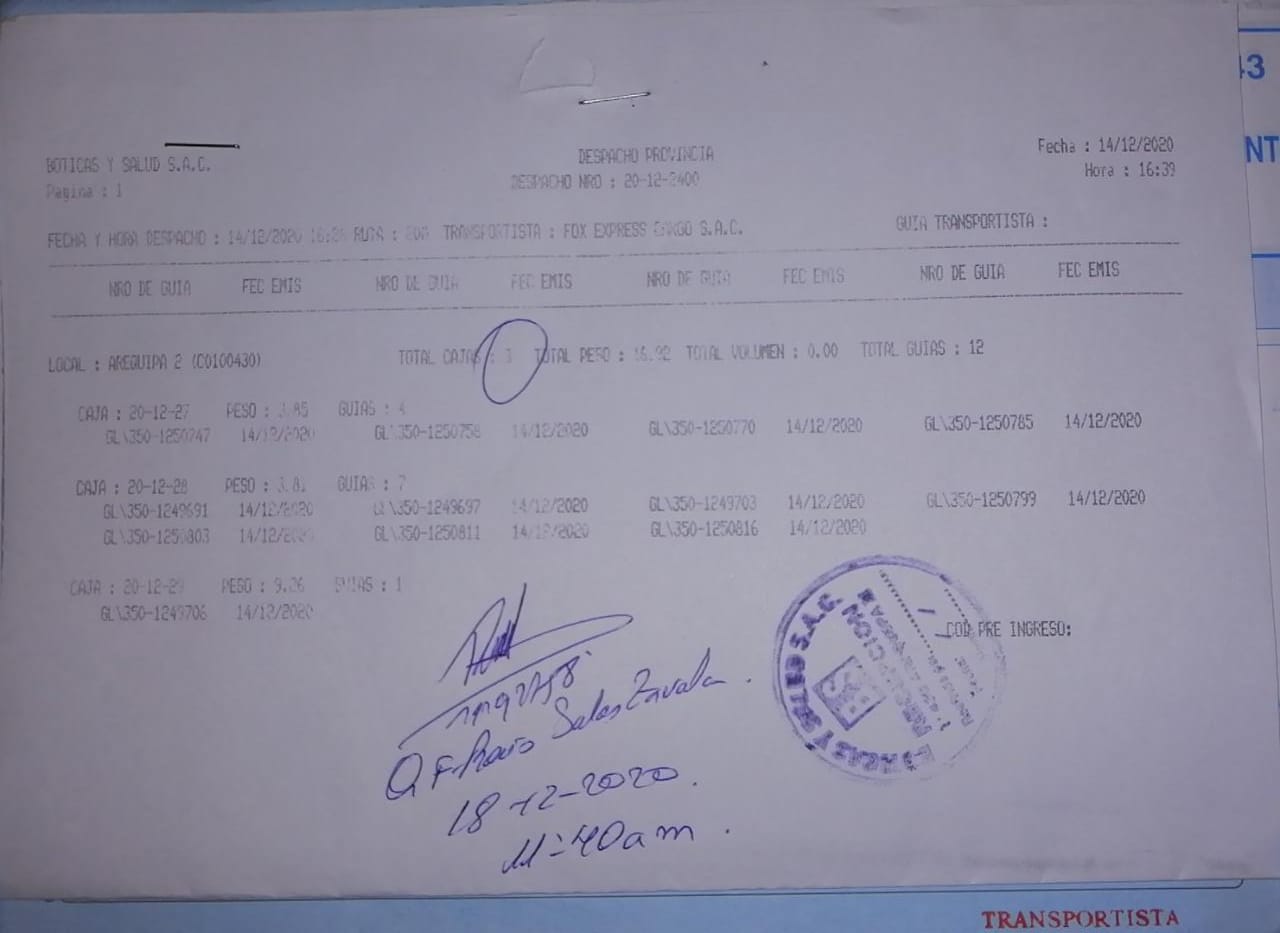 43
NT
BOTICAS Y SALUD S.A.C.
Pagina : 1
DESPACHO PROVINCIA
DESPACHO NRO : 20-12-2400
Fecha : 14/12/2020
Hora : 16:39
FECHA Y HORA DESPACHO : 14/12/2020 RUTA : TRANSPORTISTA : FOX EXPRESS CARGO S.A.C. GUIA TRANSPORTISTA :
NRO DE GUIA FEC EMIS NRO DE GUIA FEC EMIS NRO DE GUIA FEC EMIS NRO DE GUIA FEC EMIS
LOCAL : AREQUIPA 2 (C0100430) TOTAL CAJAS : 3 TOTAL PESO : 16.92 TOTAL VOLUMEN : 0.00 TOTAL GUIAS : 12
CAJA : 20-12-27 PESO : 3.85 GUIAS : 4
GL\350-1250747 14/12/2020 GL\350-1250758 14/12/2020 GL\350-1250770 14/12/2020 GL\350-1250785 14/12/2020
CAJA : 20-12-28 PESO : 3.81 GUIAS : 7
GL\350-1249691 14/12/2020 GL\350-1249697 14/12/2020 GL\350-1249703 14/12/2020 GL\350-1250799 14/12/2020
GL\350-1250803 14/12/2020 GL\350-1250811 14/12/2020 GL\350-1250816 14/12/2020
CAJA : 20-12-29 PESO : 9.26 GUIAS : 1
GL\350-1249706 14/12/2020
COD PRE INGRESO:
BOTICAS Y SALUD S.A.C.
RECEPCION
Q.F. Rocio Salas Zavala
18-12-2020.
11:40am.
TRANSPORTISTA